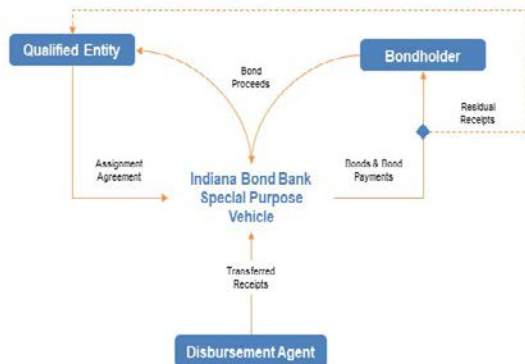 Qualified Entity
Bondholder
Bond
Proceeds
Residual
Receipts
Assignment
Agreement
Indiana Bond Bank
Special Purpose
Vehicle
Bonds & Bond
Payments
Transferred
Receipts
Disbursement Agent